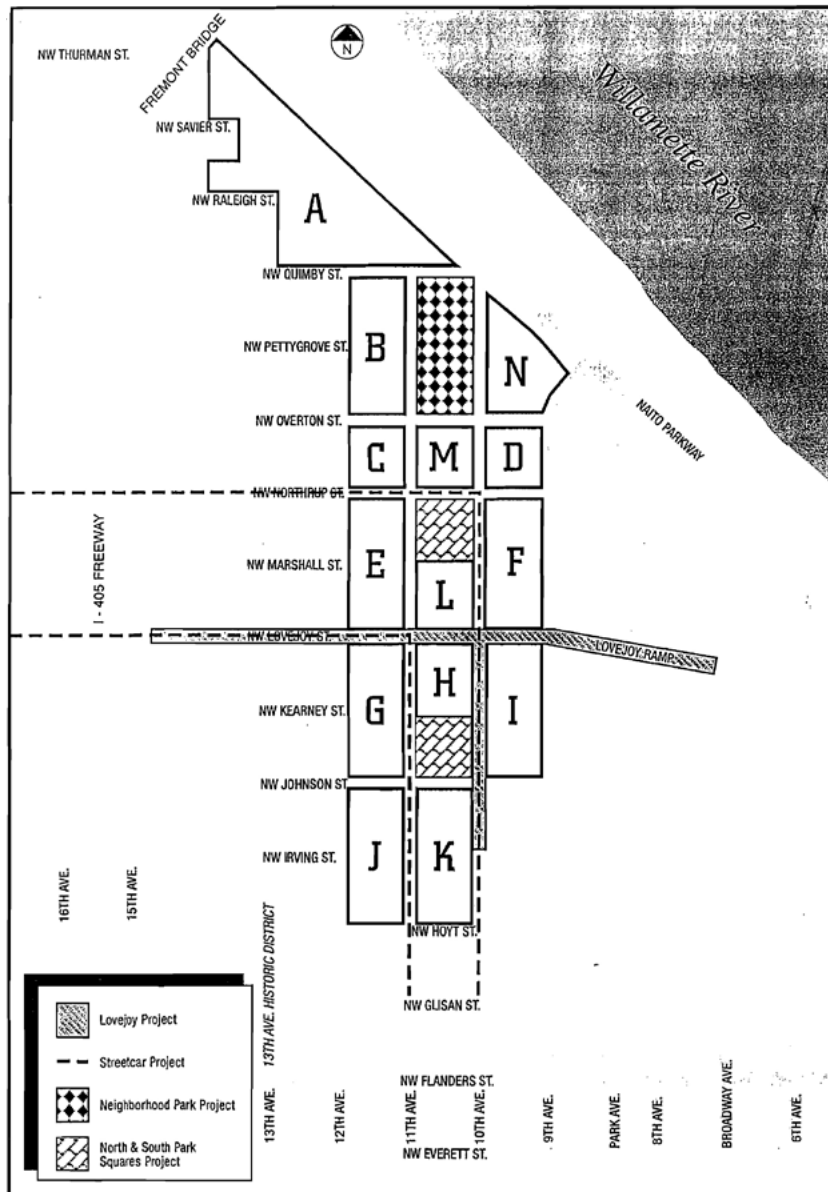 NW THURMAN ST.
FREMONT BRIDGE
N
Willamette River
NW SAVIER ST.
NW RALEIGH ST.
A
NW QUIMBY ST.
NW PETTYGROVE ST.
B
N
NW OVERTON ST.
NAITO PARKWAY
C
M
D
NW NORTHRUP ST.
I - 405 FREEWAY
NW MARSHALL ST.
E
F
L
NW LOVEJOY ST.
LOVEJOY RAMP
H
NW KEARNEY ST.
G
I
NW JOHNSON ST
NW IRVING ST.
J
K
16TH AVE.
15TH AVE.
NW HOYT ST.
13TH AVE. HISTORIC DISTRICT
NW GLISAN ST.
Lovejoy Project
Streetcar Project
Neighborhood Park Project
North & South Park
Squares Project
NW FLANDERS ST.
13TH AVE.
12TH AVE.
11TH AVE.
10TH AVE.
9TH AVE.
PARK AVE.
8TH AVE.
BROADWAY AVE.
6TH AVE.
NW EVERETT ST.